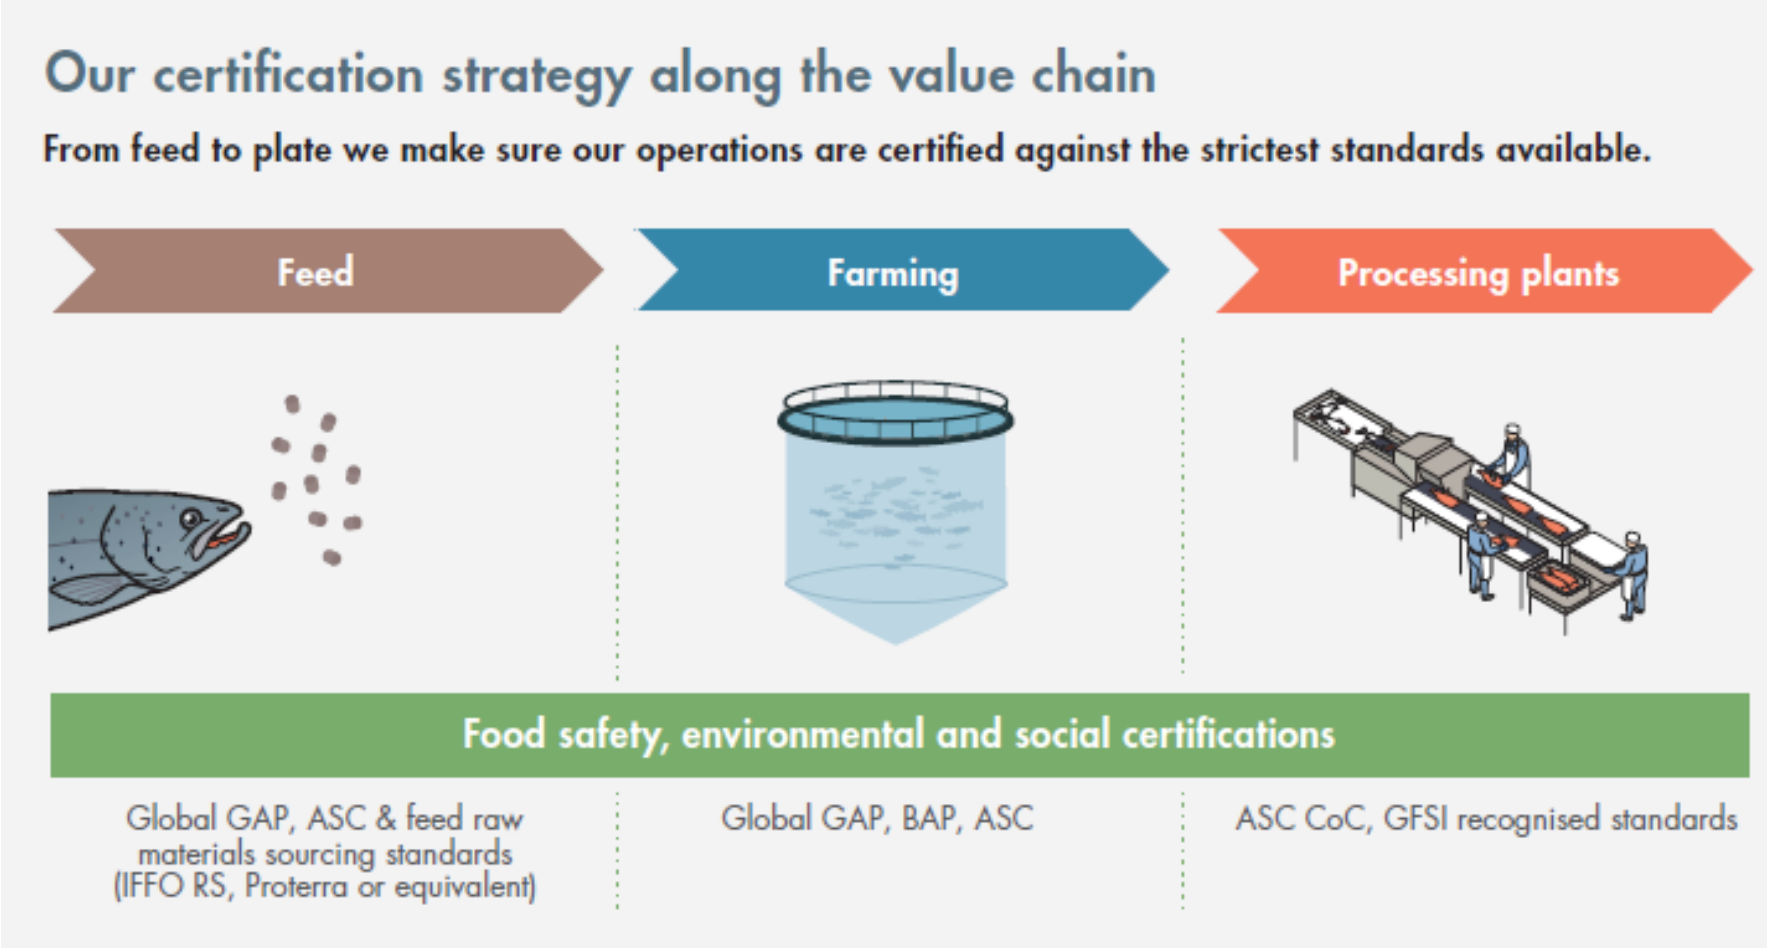 Our certification strategy along the value chain
From feed to plate we make sure our operations are certified against the strictest standards available.
Feed
Farming
Processing plants
Food safety, environmental and social certifications
Global GAP, ASC & feed raw
materials sourcing standards
(IFFO RS, Proterra or equivalent)
Global GAP, BAP, ASC
ASC CoC, GFSI recognised standards